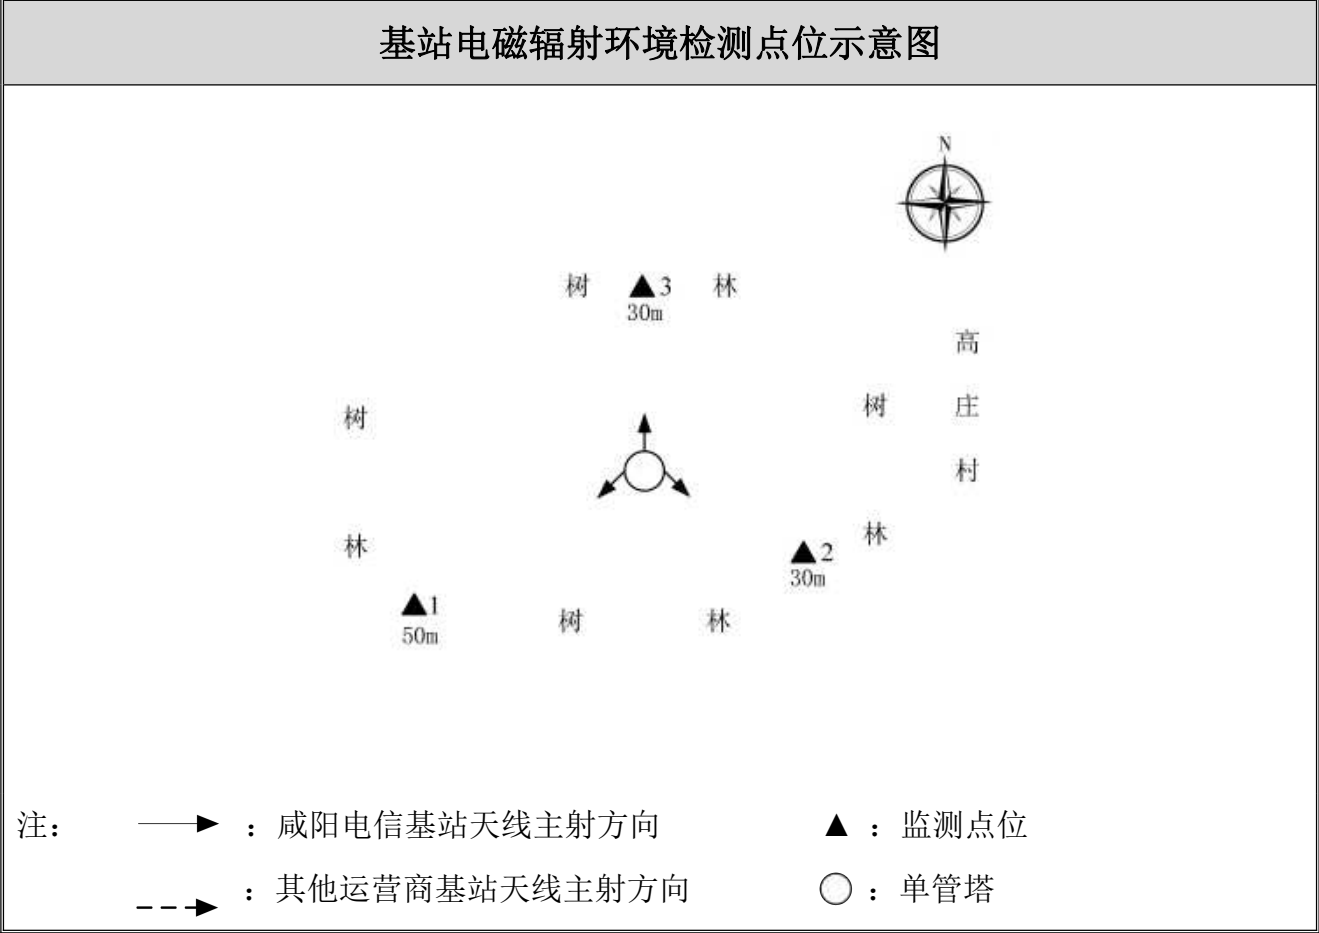 基站电磁辐射环境检测点位示意图
N
树 ▲3 林
30m
高
庄
村
树
林
树
林
▲2
30m
▲1
50m
树 林
注： ：咸阳电信基站天线主射方向 ▲：监测点位
：其他运营商基站天线主射方向 ：单管塔